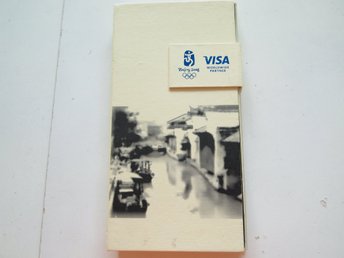 Beijing 2008
VISA
WORLDWIDE
PARTNER